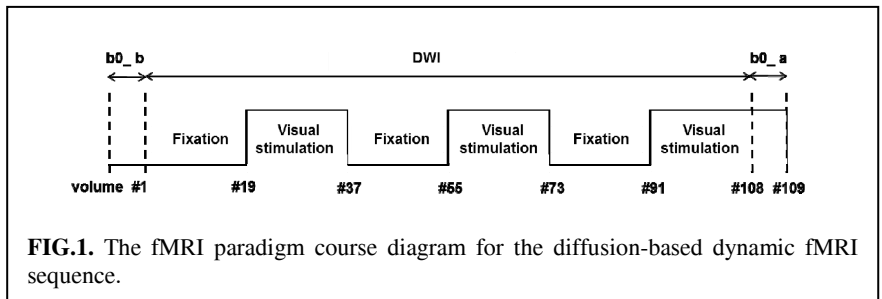 b0_ b DWI b0_ a
Fixation Visual stimulation Fixation Visual stimulation Fixation Visual stimulation
volume #1 #19 #37 #55 #73 #91 #108 #109
FIG.1. The fMRI paradigm course diagram for the diffusion-based dynamic fMRI
sequence.